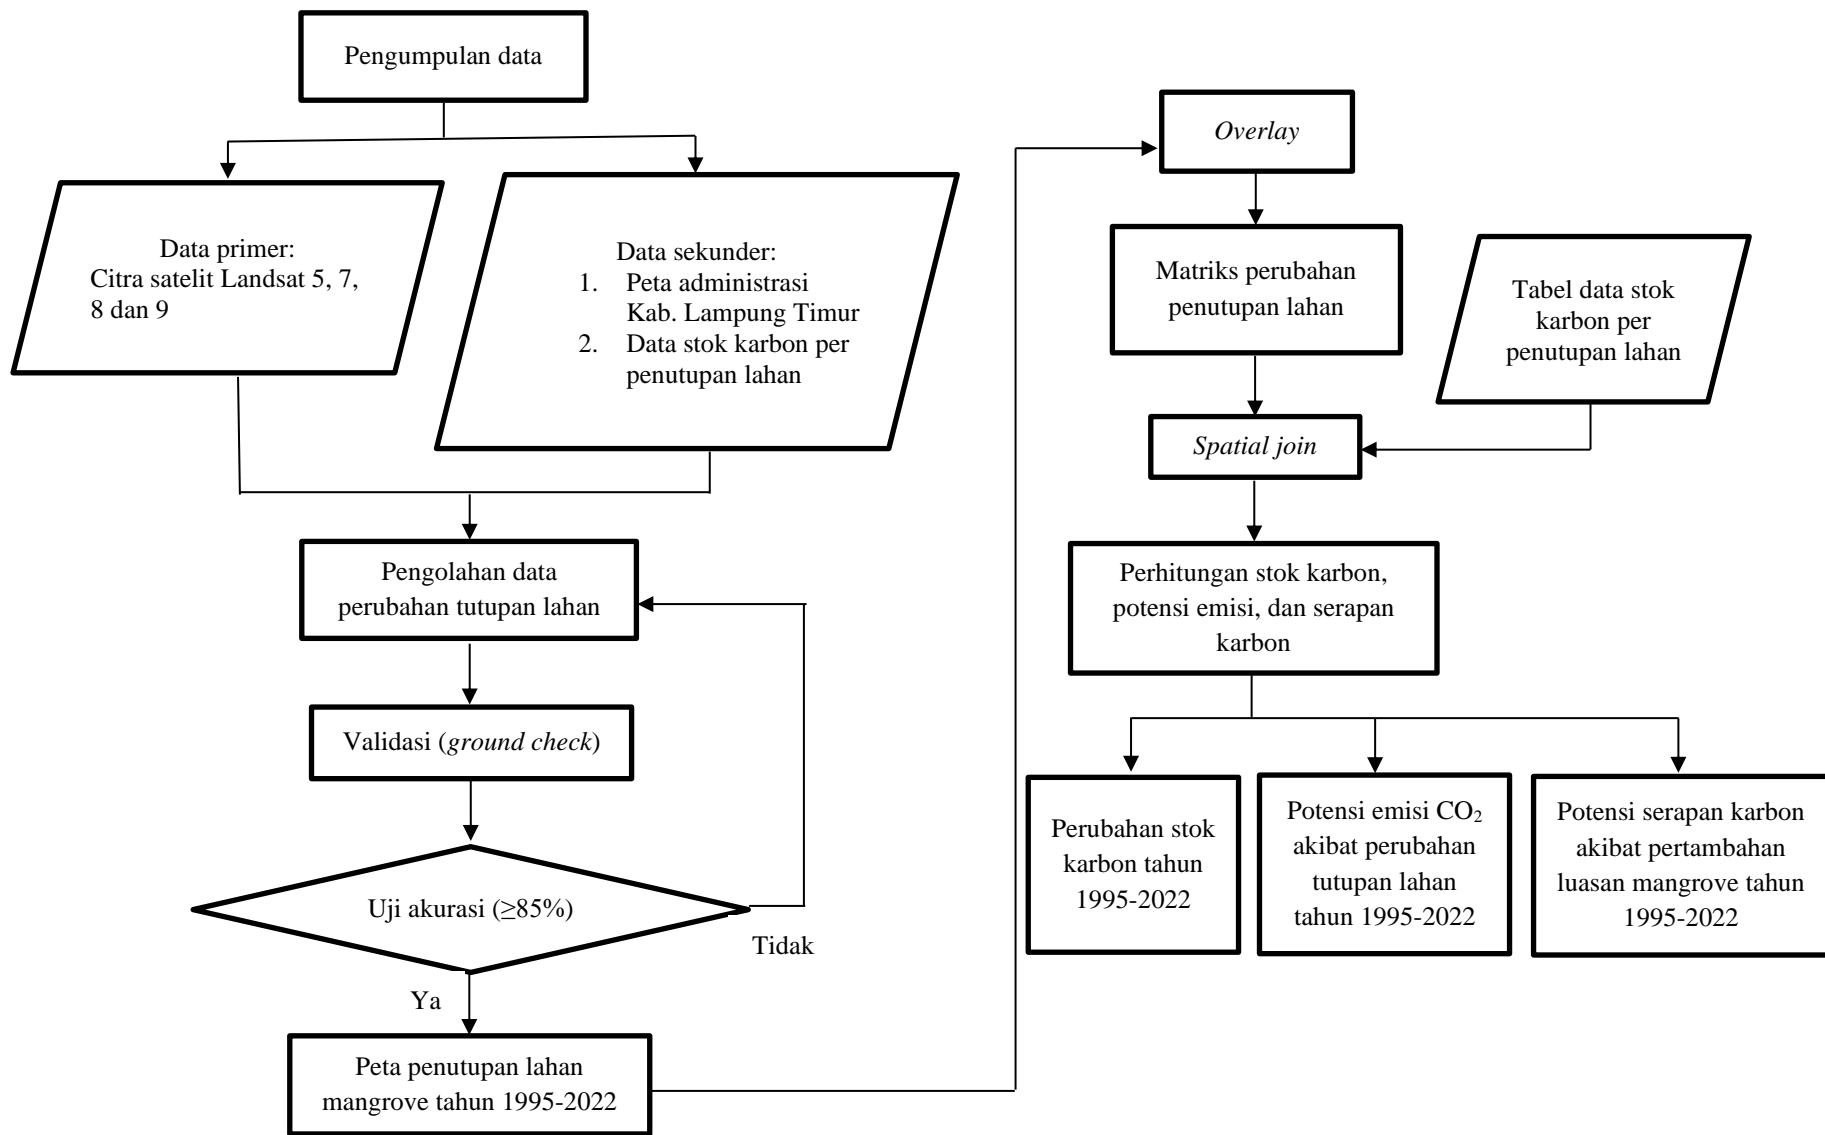 Pengumpulan data
Data primer:
Citra satelit Landsat 5, 7,
8 dan 9
Data sekunder:
1. Peta administrasi
Kab. Lampung Timur
2. Data stok karbon per
penutupan lahan
Pengolahan data
perubahan tutupan lahan
Validasi (ground check)
Uji akurasi (≥85%)
Tidak
Ya
Peta penutupan lahan
mangrove tahun 1995-2022
Overlay
Matriks perubahan
penutupan lahan
Tabel data stok
karbon per
penutupan lahan
Spatial join
Perhitungan stok karbon,
potensi emisi, dan serapan
karbon
Perubahan stok
karbon tahun
1995-2022
Potensi emisi CO₂
akibat perubahan
tutupan lahan
tahun 1995-2022
Potensi serapan karbon
akibat pertambahan
luasan mangrove tahun
1995-2022